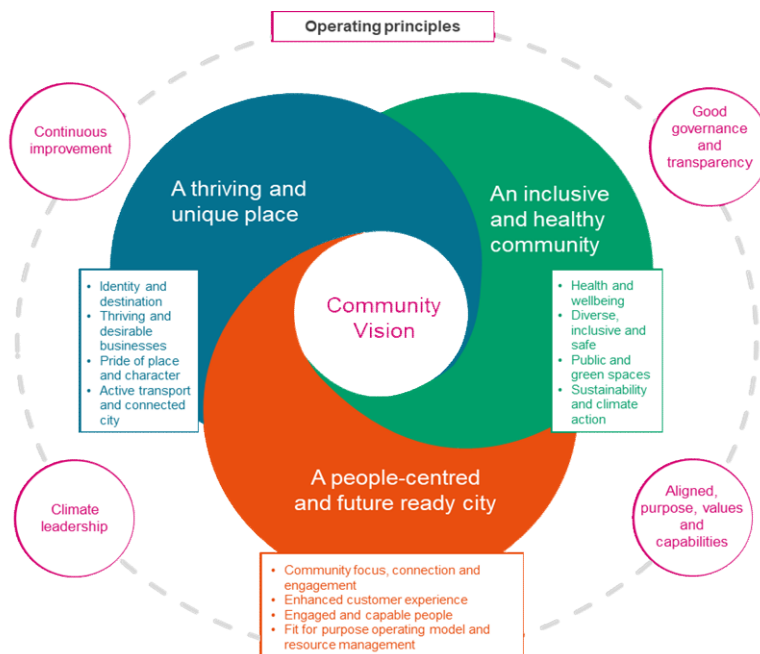 Operating principles
Continuous
improvement
Good
governance
and
transparency
A thriving and
unique place
An inclusive
and healthy
community
• Identity and
destination
• Thriving and
desirable
businesses
• Pride of place
and character
• Active transport
and connected
city
Community
Vision
• Health and
wellbeing
• Diverse,
inclusive and
safe
• Public and
green spaces
• Sustainability
and climate
action
Climate
leadership
A people-centred
and future ready city
Aligned,
purpose, values
and
capabilities
• Community focus, connection and
engagement
• Enhanced customer experience
• Engaged and capable people
• Fit for purpose operating model and
resource management